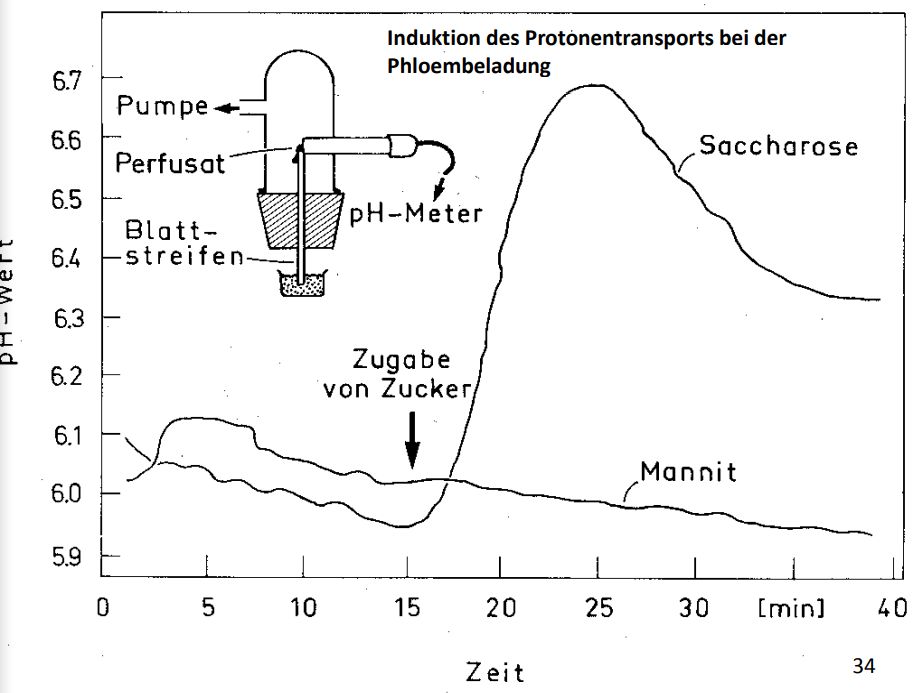 Induktion des Protonentransports bei der
Phloembeladung
6.7
Pumpe
6.6
Perfusat
Saccharose
6.5
pH-Meter
Blatt-
streifen
6.4
pH-Wert
6.3
Zugabe
von Zucker
6.2
6.1
Mannit
6.0
5.9
0 5 10 15 20 25 30 [min] 40
Zeit
34